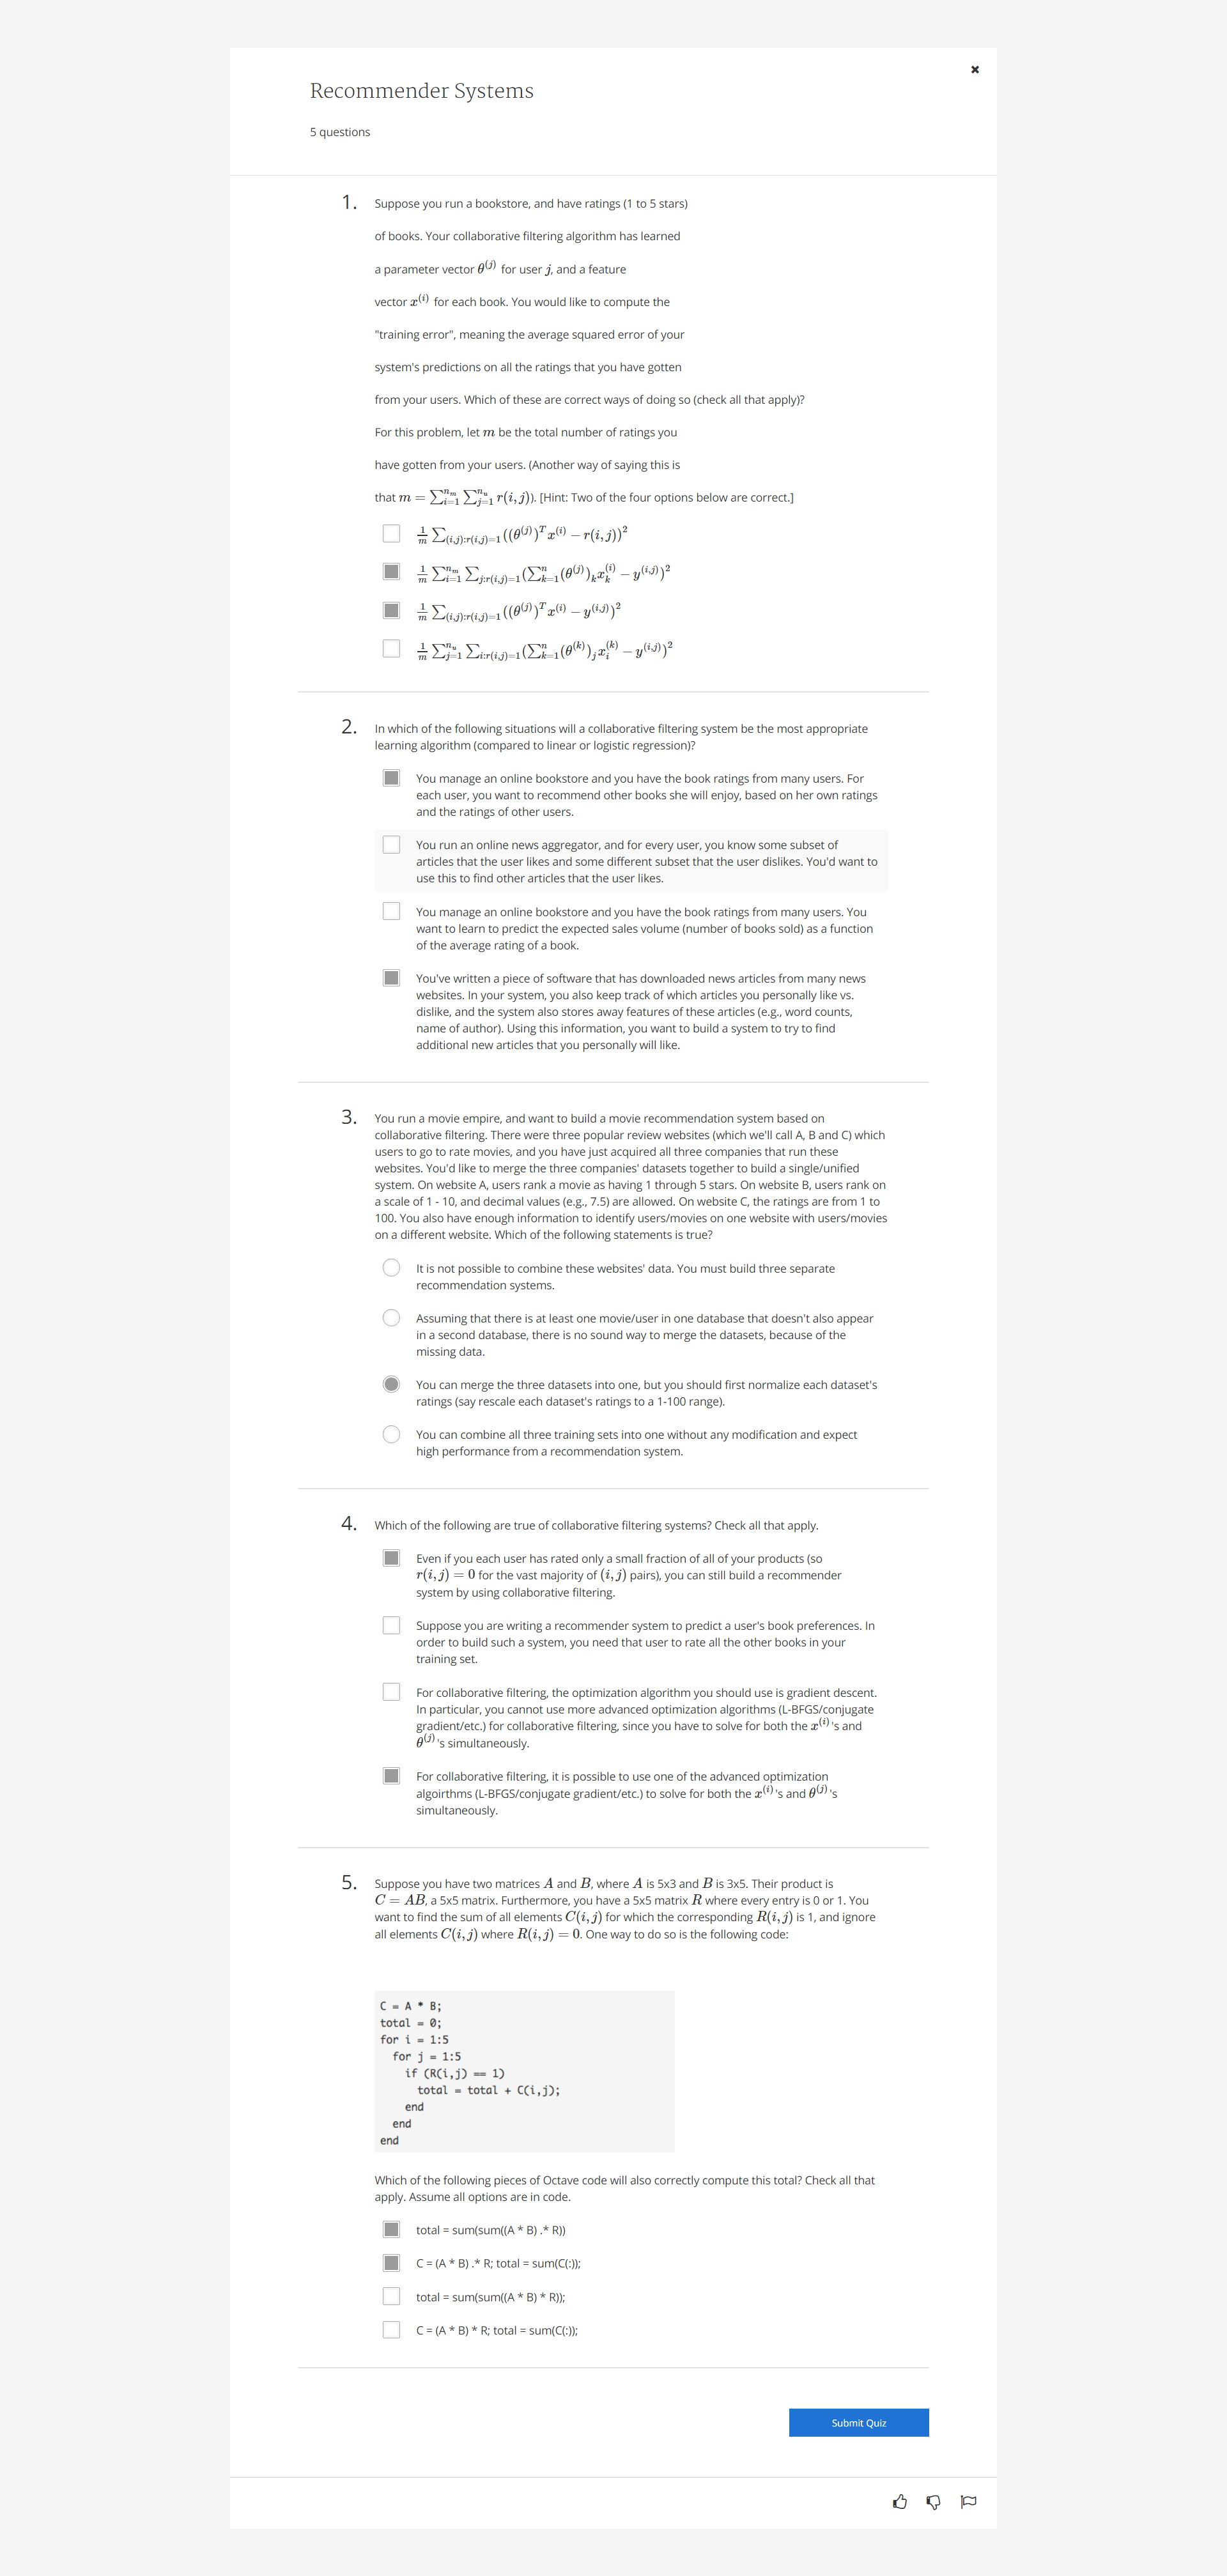 Recommender Systems
5 questions
1. Suppose you run a bookstore, and have ratings (1 to 5 stars)
of books. Your collaborative filtering algorithm has learned
a parameter vector θ^(j) for user j, and a feature
vector x^(i) for each book. You would like to compute the
"training error", meaning the average squared error of your
system's predictions on all the ratings that you have gotten
from your users. Which of these are correct ways of doing so (check all that apply)?
For this problem, let m be the total number of ratings you
have gotten from your users. (Another way of saying this is
that m = ∑_{i=1}^{n_m} ∑_{j=1}^{n_u} r(i,j)). [Hint: Two of the four options below are correct.]
1/m ∑_{(i,j):r(i,j)=1} ((θ^(j))^T x^(i) − r(i,j))^2
1/m ∑_{i=1}^{n_m} ∑_{j:r(i,j)=1} (∑_{k=1}^{n} (θ^(j))_k x_k^(i) − y^(i,j))^2
1/m ∑_{(i,j):r(i,j)=1} ((θ^(j))^T x^(i) − y^(i,j))^2
1/m ∑_{j=1}^{n_u} ∑_{i:r(i,j)=1} (∑_{k=1}^{n} (θ^(k))_j x_i^(k) − y^(i,j))^2
2. In which of the following situations will a collaborative filtering system be the most appropriate
learning algorithm (compared to linear or logistic regression)?
You manage an online bookstore and you have the book ratings from many users. For
each user, you want to recommend other books she will enjoy, based on her own ratings
and the ratings of other users.
You run an online news aggregator, and for every user, you know some subset of
articles that the user likes and some different subset that the user dislikes. You'd want to
use this to find other articles that the user likes.
You manage an online bookstore and you have the book ratings from many users. You
want to learn to predict the expected sales volume (number of books sold) as a function
of the average rating of a book.
You've written a piece of software that has downloaded news articles from many news
websites. In your system, you also keep track of which articles you personally like vs.
dislike, and the system also stores away features of these articles (e.g., word counts,
name of author). Using this information, you want to build a system to try to find
additional new articles that you personally will like.
3. You run a movie empire, and want to build a movie recommendation system based on
collaborative filtering. There were three popular review websites (which we'll call A, B and C) which
users to go to rate movies, and you have just acquired all three companies that run these
websites. You'd like to merge the three companies' datasets together to build a single/unified
system. On website A, users rank a movie as having 1 through 5 stars. On website B, users rank on
a scale of 1 - 10, and decimal values (e.g., 7.5) are allowed. On website C, the ratings are from 1 to
100. You also have enough information to identify users/movies on one website with users/movies
on a different website. Which of the following statements is true?
It is not possible to combine these websites' data. You must build three separate
recommendation systems.
Assuming that there is at least one movie/user in one database that doesn't also appear
in a second database, there is no sound way to merge the datasets, because of the
missing data.
You can merge the three datasets into one, but you should first normalize each dataset's
ratings (say rescale each dataset's ratings to a 1-100 range).
You can combine all three training sets into one without any modification and expect
high performance from a recommendation system.
4. Which of the following are true of collaborative filtering systems? Check all that apply.
Even if you each user has rated only a small fraction of all of your products (so
r(i,j) = 0 for the vast majority of (i,j) pairs), you can still build a recommender
system by using collaborative filtering.
Suppose you are writing a recommender system to predict a user's book preferences. In
order to build such a system, you need that user to rate all the other books in your
training set.
For collaborative filtering, the optimization algorithm you should use is gradient descent.
In particular, you cannot use more advanced optimization algorithms (L-BFGS/conjugate
gradient/etc.) for collaborative filtering, since you have to solve for both the x^(i)'s and
θ^(j)'s simultaneously.
For collaborative filtering, it is possible to use one of the advanced optimization
algoirthms (L-BFGS/conjugate gradient/etc.) to solve for both the x^(i)'s and θ^(j)'s
simultaneously.
5. Suppose you have two matrices A and B, where A is 5x3 and B is 3x5. Their product is
C = AB, a 5x5 matrix. Furthermore, you have a 5x5 matrix R where every entry is 0 or 1. You
want to find the sum of all elements C(i,j) for which the corresponding R(i,j) is 1, and ignore
all elements C(i,j) where R(i,j) = 0. One way to do so is the following code:
C = A * B;
total = 0;
for i = 1:5
for j = 1:5
if (R(i,j) == 1)
total = total + C(i,j);
end
end
end
Which of the following pieces of Octave code will also correctly compute this total? Check all that
apply. Assume all options are in code.
total = sum(sum((A * B) .* R))
C = (A * B) .* R; total = sum(C(:));
total = sum(sum((A * B) * R));
C = (A * B) * R; total = sum(C(:));
Submit Quiz